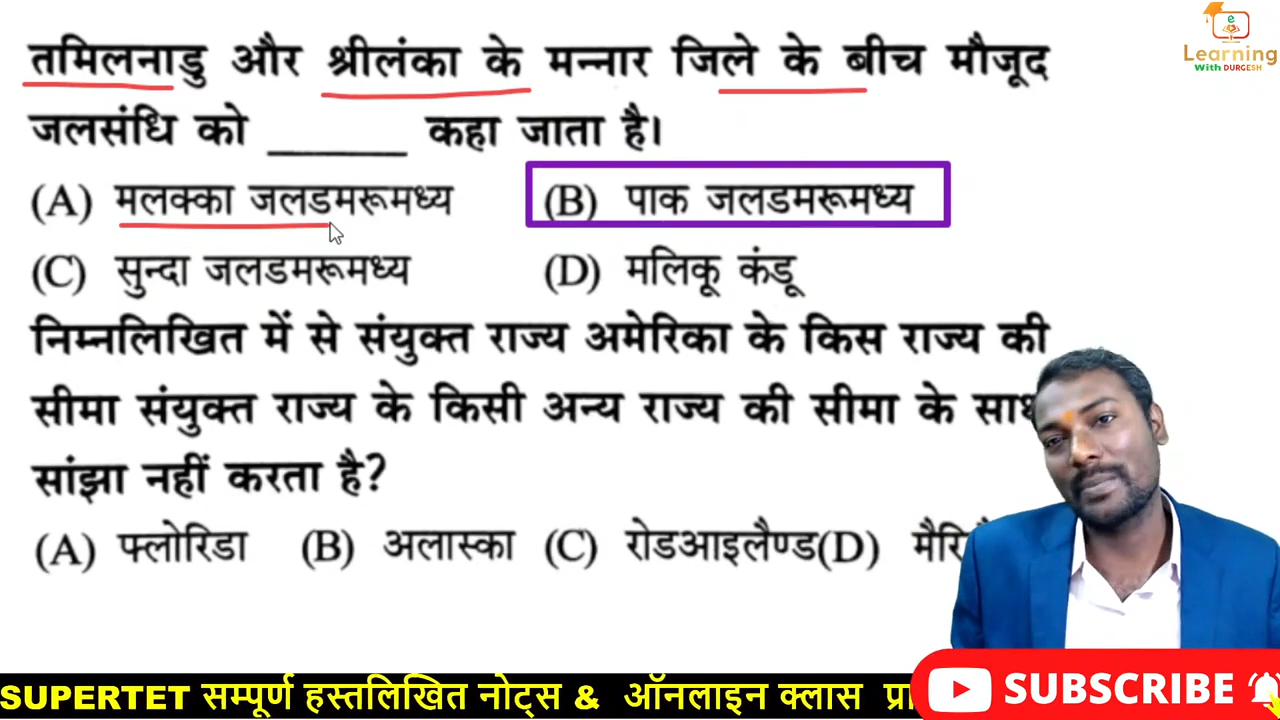 तमिलनाडु और श्रीलंका के मन्नार जिले के बीच मौजूद
जलसंधि को ______ कहा जाता है।
(A) मलक्का जलडमरूमध्य (B) पाक जलडमरूमध्य
(C) सुन्दा जलडमरूमध्य (D) मलिकू कंडू
निम्नलिखित में से संयुक्त राज्य अमेरिका के किस राज्य की
सीमा संयुक्त राज्य के किसी अन्य राज्य की सीमा के
सांझा नहीं करता है?
(A) फ्लोरिडा (B) अलास्का (C) रोडआइलैण्ड (D)
e
Learning
With DURGESH
SUPERTET सम्पूर्ण हस्तलिखित नोट्स & ऑनलाइन क्लास
SUBSCRIBE